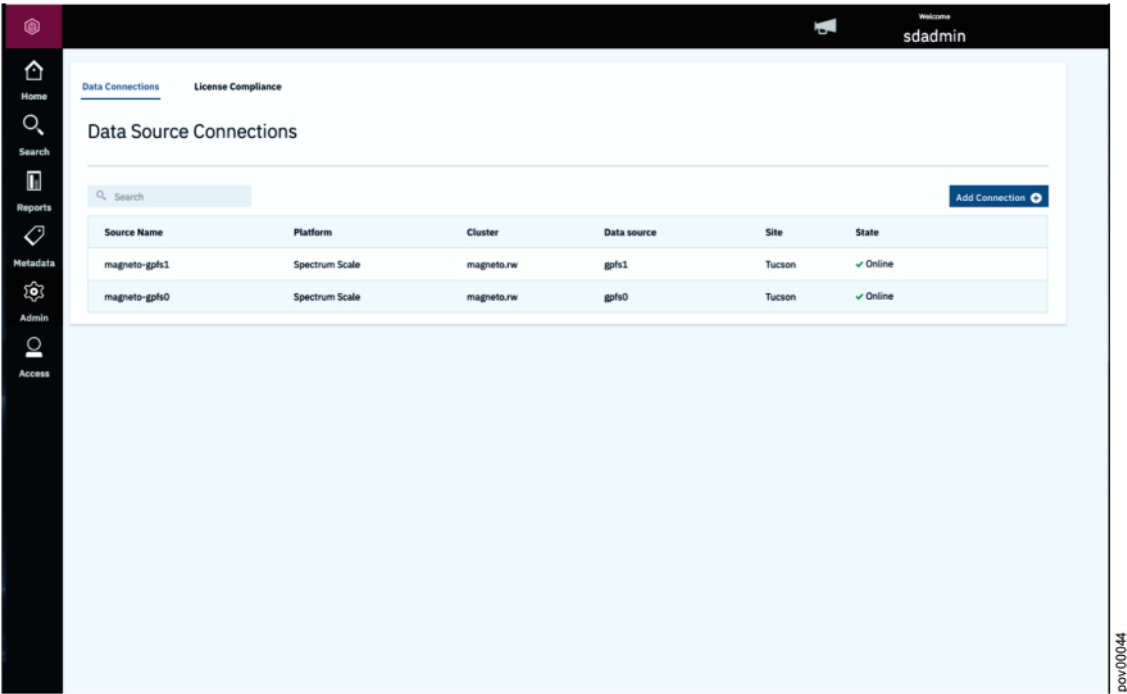 Welcome
sdadmin
Home
Search
Reports
Metadata
Admin
Access
Data Connections License Compliance
Data Source Connections
Search
Add Connection
Source Name Platform Cluster Data source Site State
magneto-gpfs1 Spectrum Scale magneto.rw gpfs1 Tucson Online
magneto-gpfs0 Spectrum Scale magneto.rw gpfs0 Tucson Online
pov00044